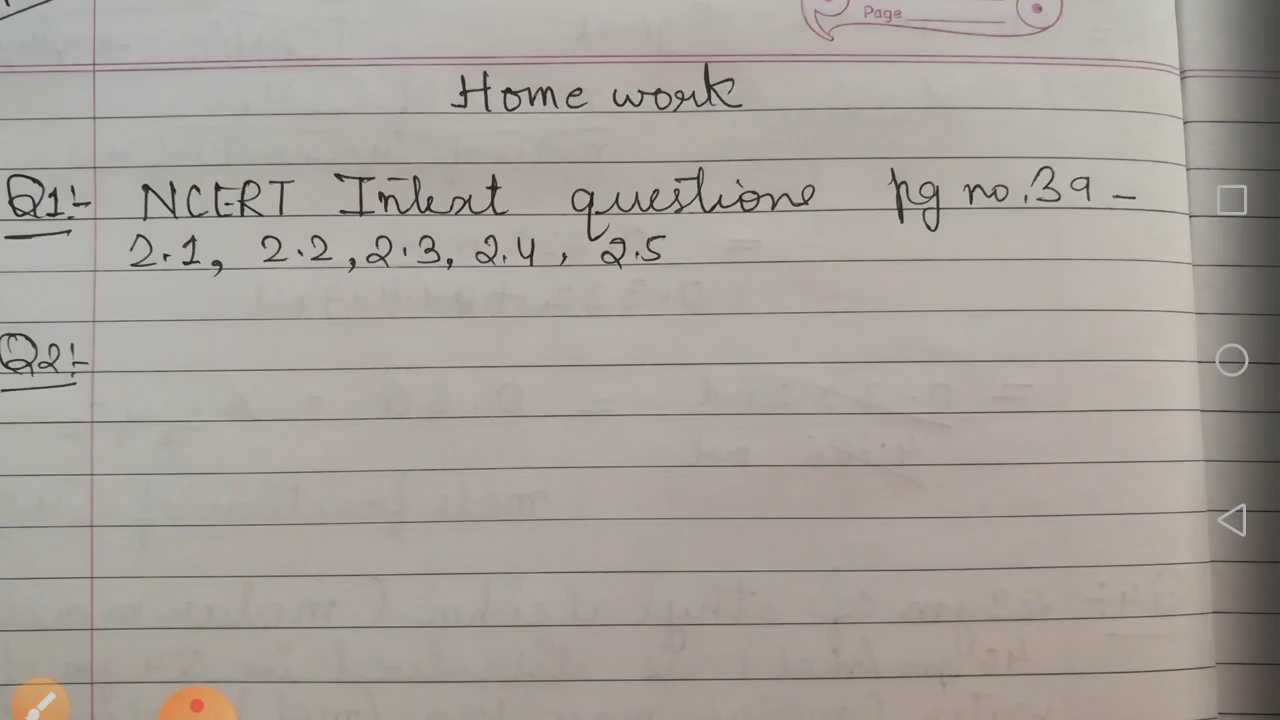 Page
Home work
Q1:- NCERT Intext questions pg no. 39 -
2.1, 2.2, 2.3, 2.4, 2.5
Q2:-